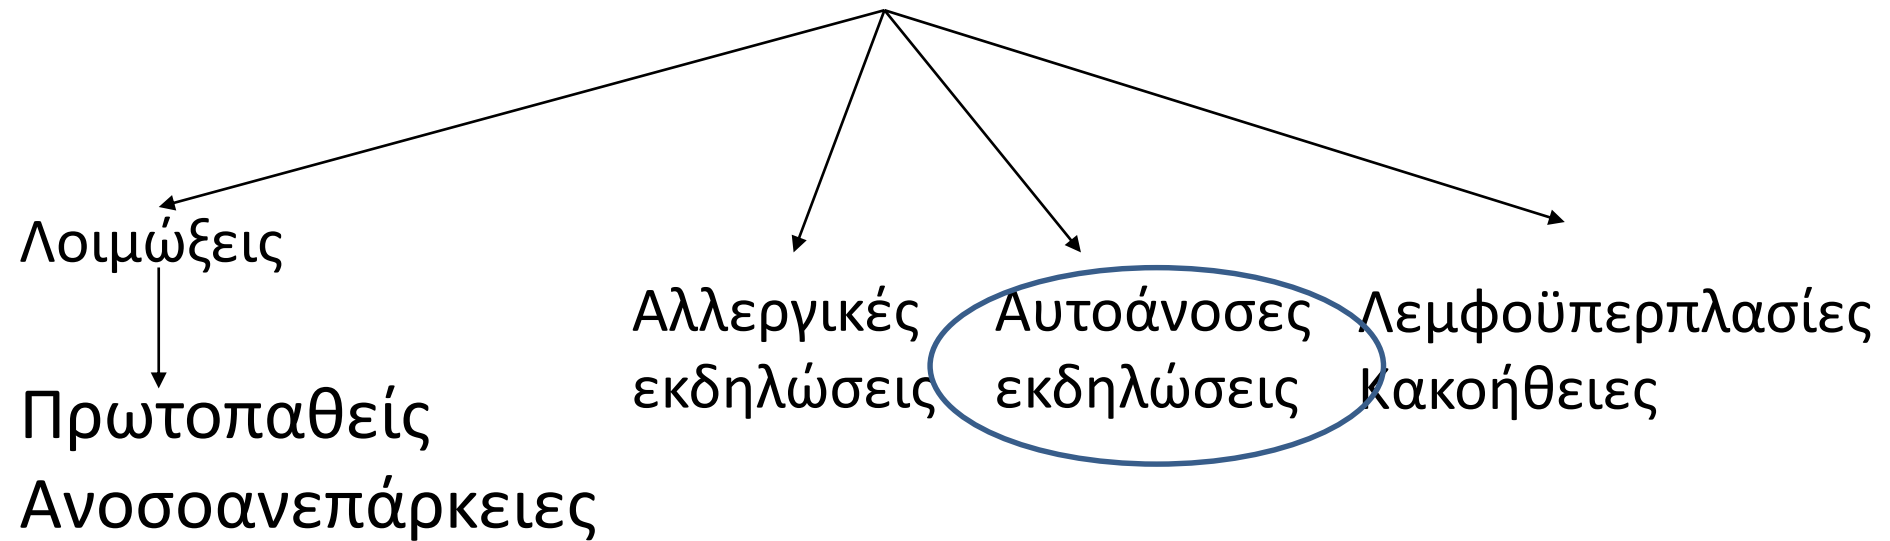 Λοιμώξεις
Πρωτοπαθείς
Ανοσοανεπάρκειες
Αλλεργικές
εκδηλώσεις
Αυτοάνοσες
εκδηλώσεις
Λεμφοϋπερπλασίες
Κακοήθειες